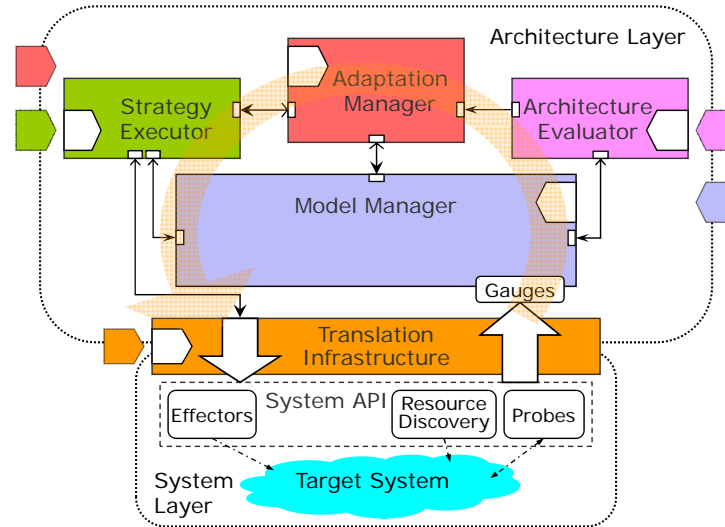 Architecture Layer
Strategy
Executor
Adaptation
Manager
Architecture
Evaluator
Model Manager
Gauges
Translation
Infrastructure
System API
Effectors
Resource
Discovery
Probes
Target System
System
Layer